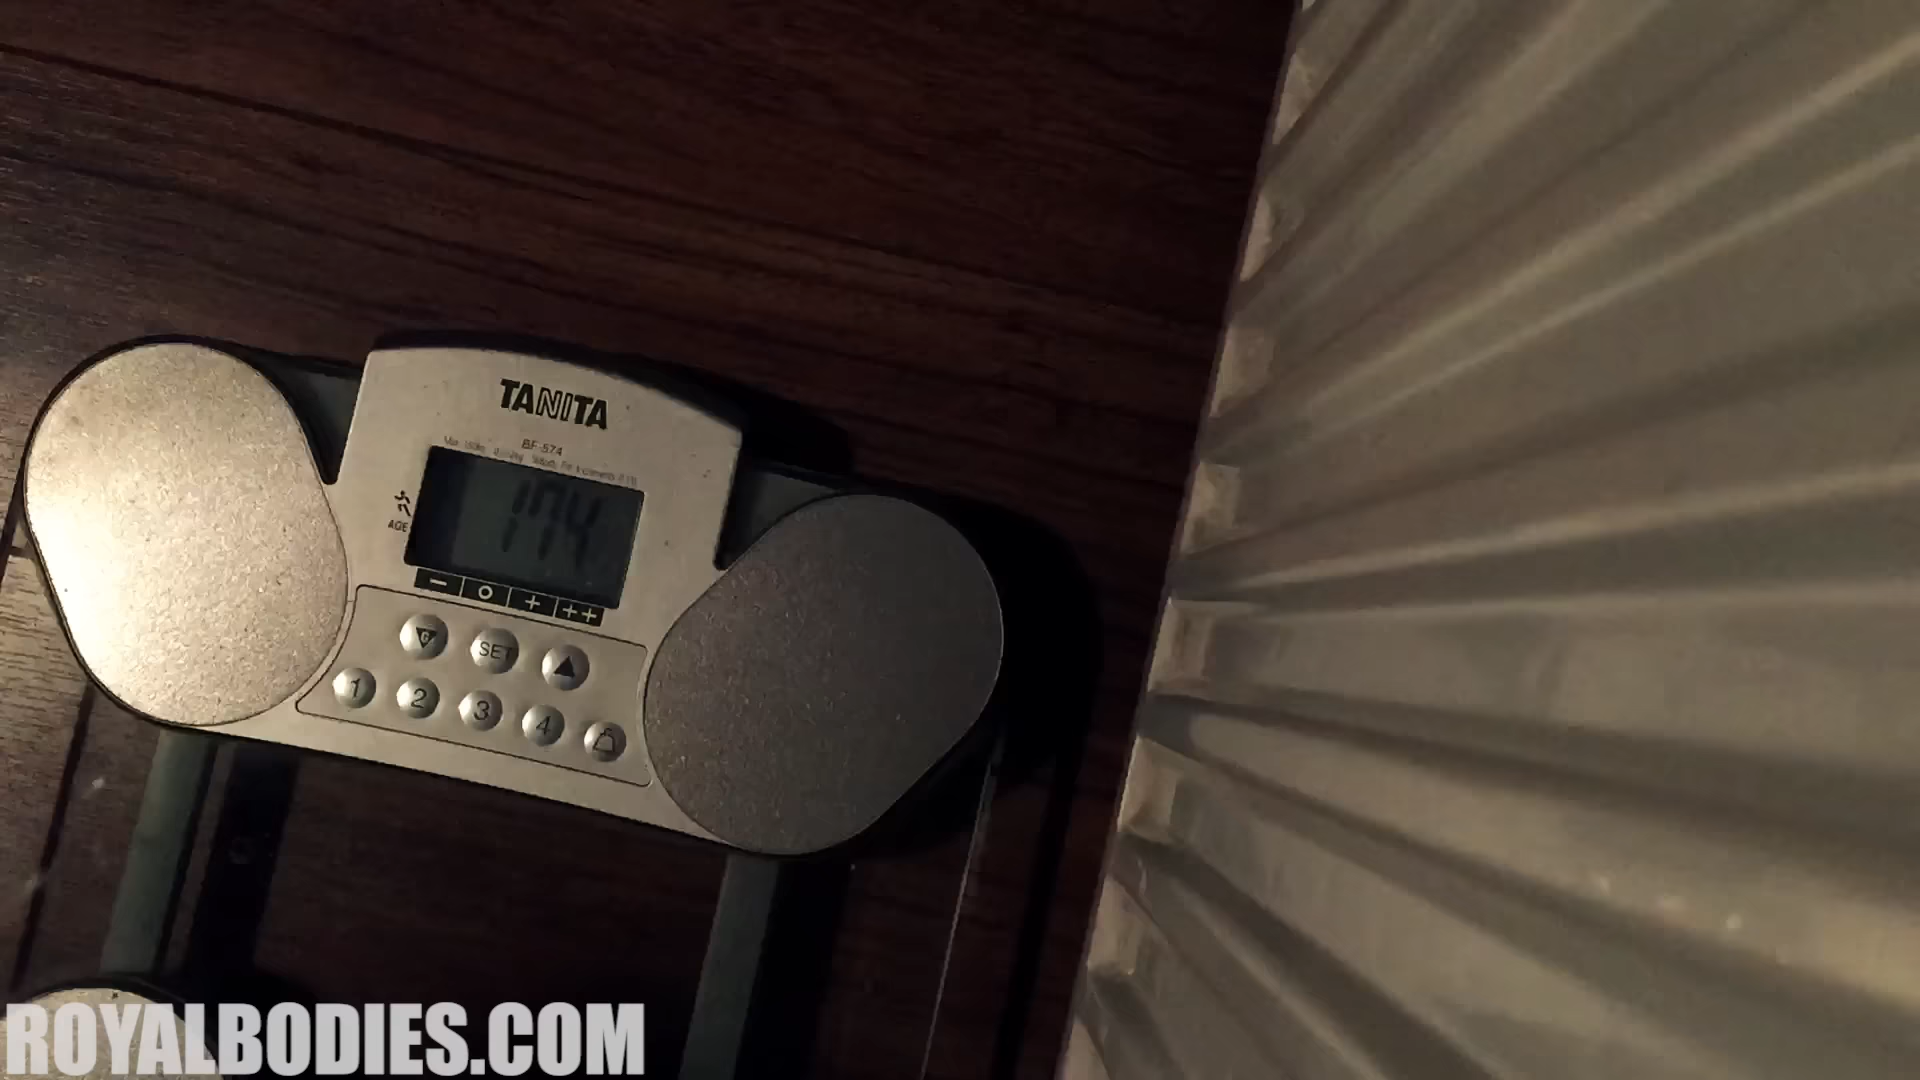 TANITA
BF-574
174
AGE
− o + ++
G SET ▲
1 2 3 4
ROYALBODIES.COM